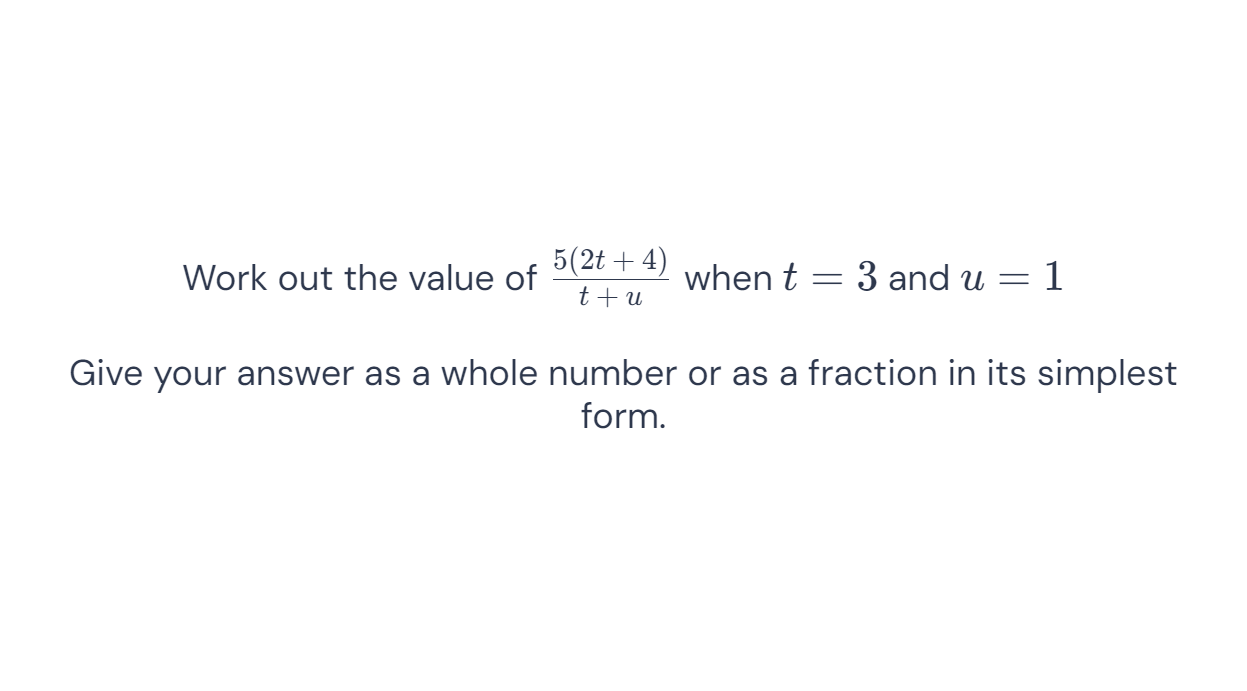 Work out the value of \frac{5(2t + 4)}{t + u} when t = 3 and u = 1
Give your answer as a whole number or as a fraction in its simplest
form.